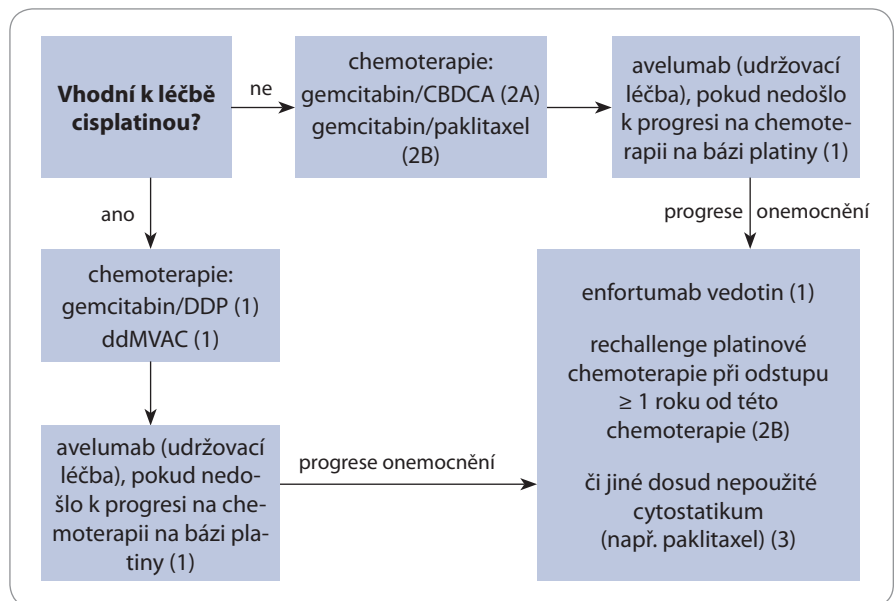 Vhodní k léčbě
cisplatinou?
ne
chemoterapie:
gemcitabin/CBDCA (2A)
gemcitabin/paklitaxel
(2B)
avelumab (udržovací
léčba), pokud nedošlo
k progresi na chemote-
rapii na bázi platiny (1)
ano
progrese onemocnění
chemoterapie:
gemcitabin/DDP (1)
ddMVAC (1)
avelumab (udržovací
léčba), pokud nedo-
šlo k progresi na che-
moterapii na bázi pla-
tiny (1)
progrese onemocnění
enfortumab vedotin (1)
rechallenge platinové
chemoterapie při odstupu
≥ 1 roku od této
chemoterapie (2B)
či jiné dosud nepoužité
cytostatikum
(např. paklitaxel) (3)